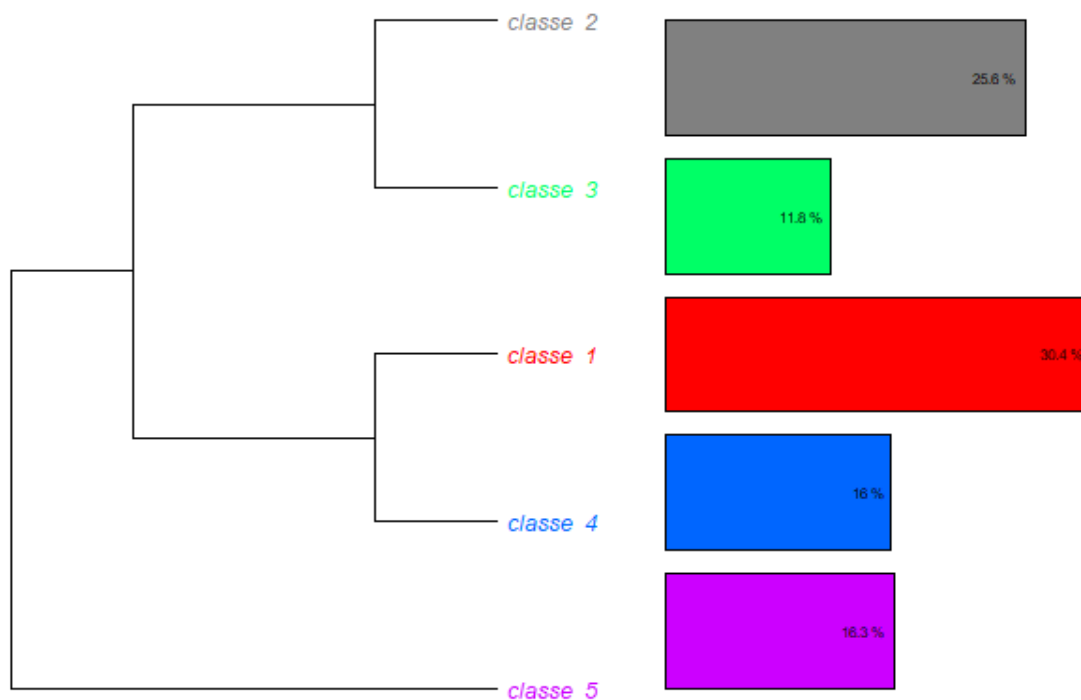 classe 2
25.6 %
classe 3
11.8 %
classe 1
30.4 %
classe 4
16 %
16.3 %
classe 5